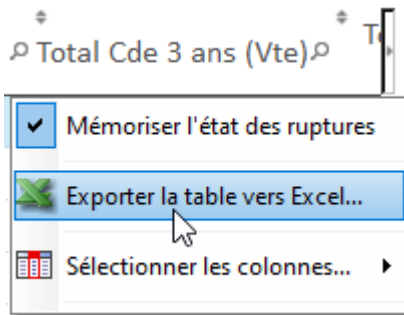 Total Cde 3 ans (Vte)
Mémoriser l'état des ruptures
Exporter la table vers Excel...
Sélectionner les colonnes...